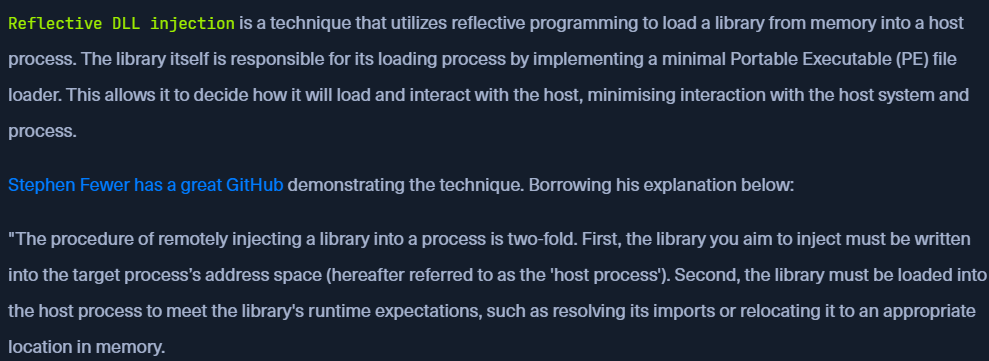 Reflective DLL injection is a technique that utilizes reflective programming to load a library from memory into a host
process. The library itself is responsible for its loading process by implementing a minimal Portable Executable (PE) file
loader. This allows it to decide how it will load and interact with the host, minimising interaction with the host system and
process.
Stephen Fewer has a great GitHub demonstrating the technique. Borrowing his explanation below:
"The procedure of remotely injecting a library into a process is two-fold. First, the library you aim to inject must be written
into the target process’s address space (hereafter referred to as the 'host process'). Second, the library must be loaded into
the host process to meet the library's runtime expectations, such as resolving its imports or relocating it to an appropriate
location in memory.